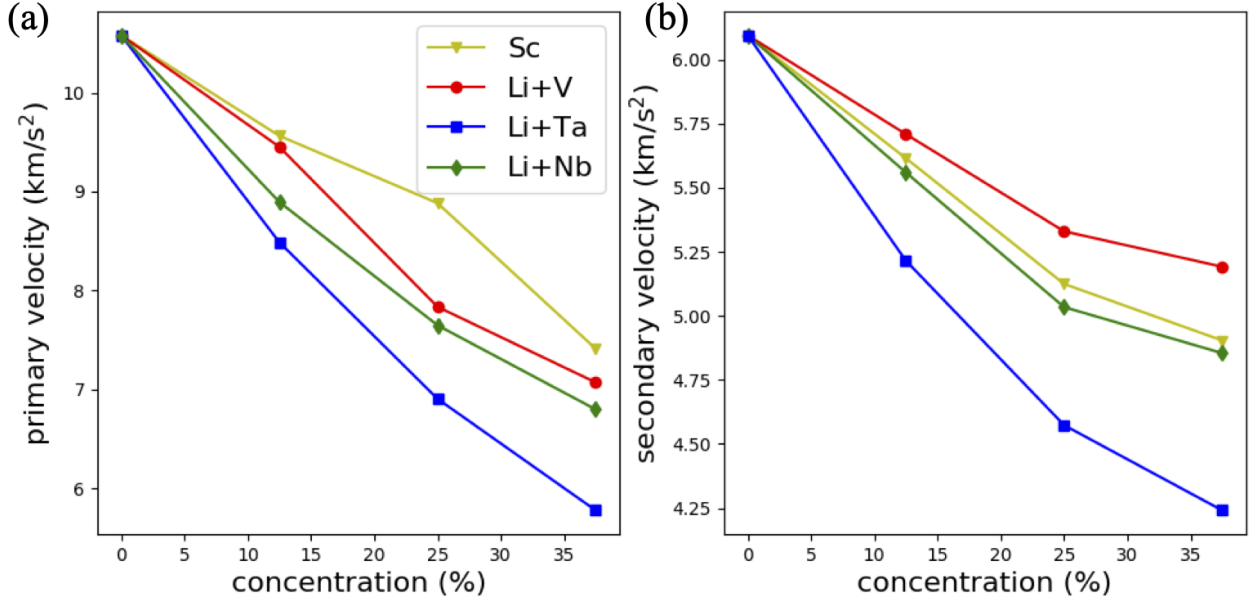 (a)
primary velocity (km/s²)
10
9
8
7
6
Sc
Li+V
Li+Ta
Li+Nb
0 5 10 15 20 25 30 35
concentration (%)
(b)
secondary velocity (km/s²)
6.00
5.75
5.50
5.25
5.00
4.75
4.50
4.25
0 5 10 15 20 25 30 35
concentration (%)